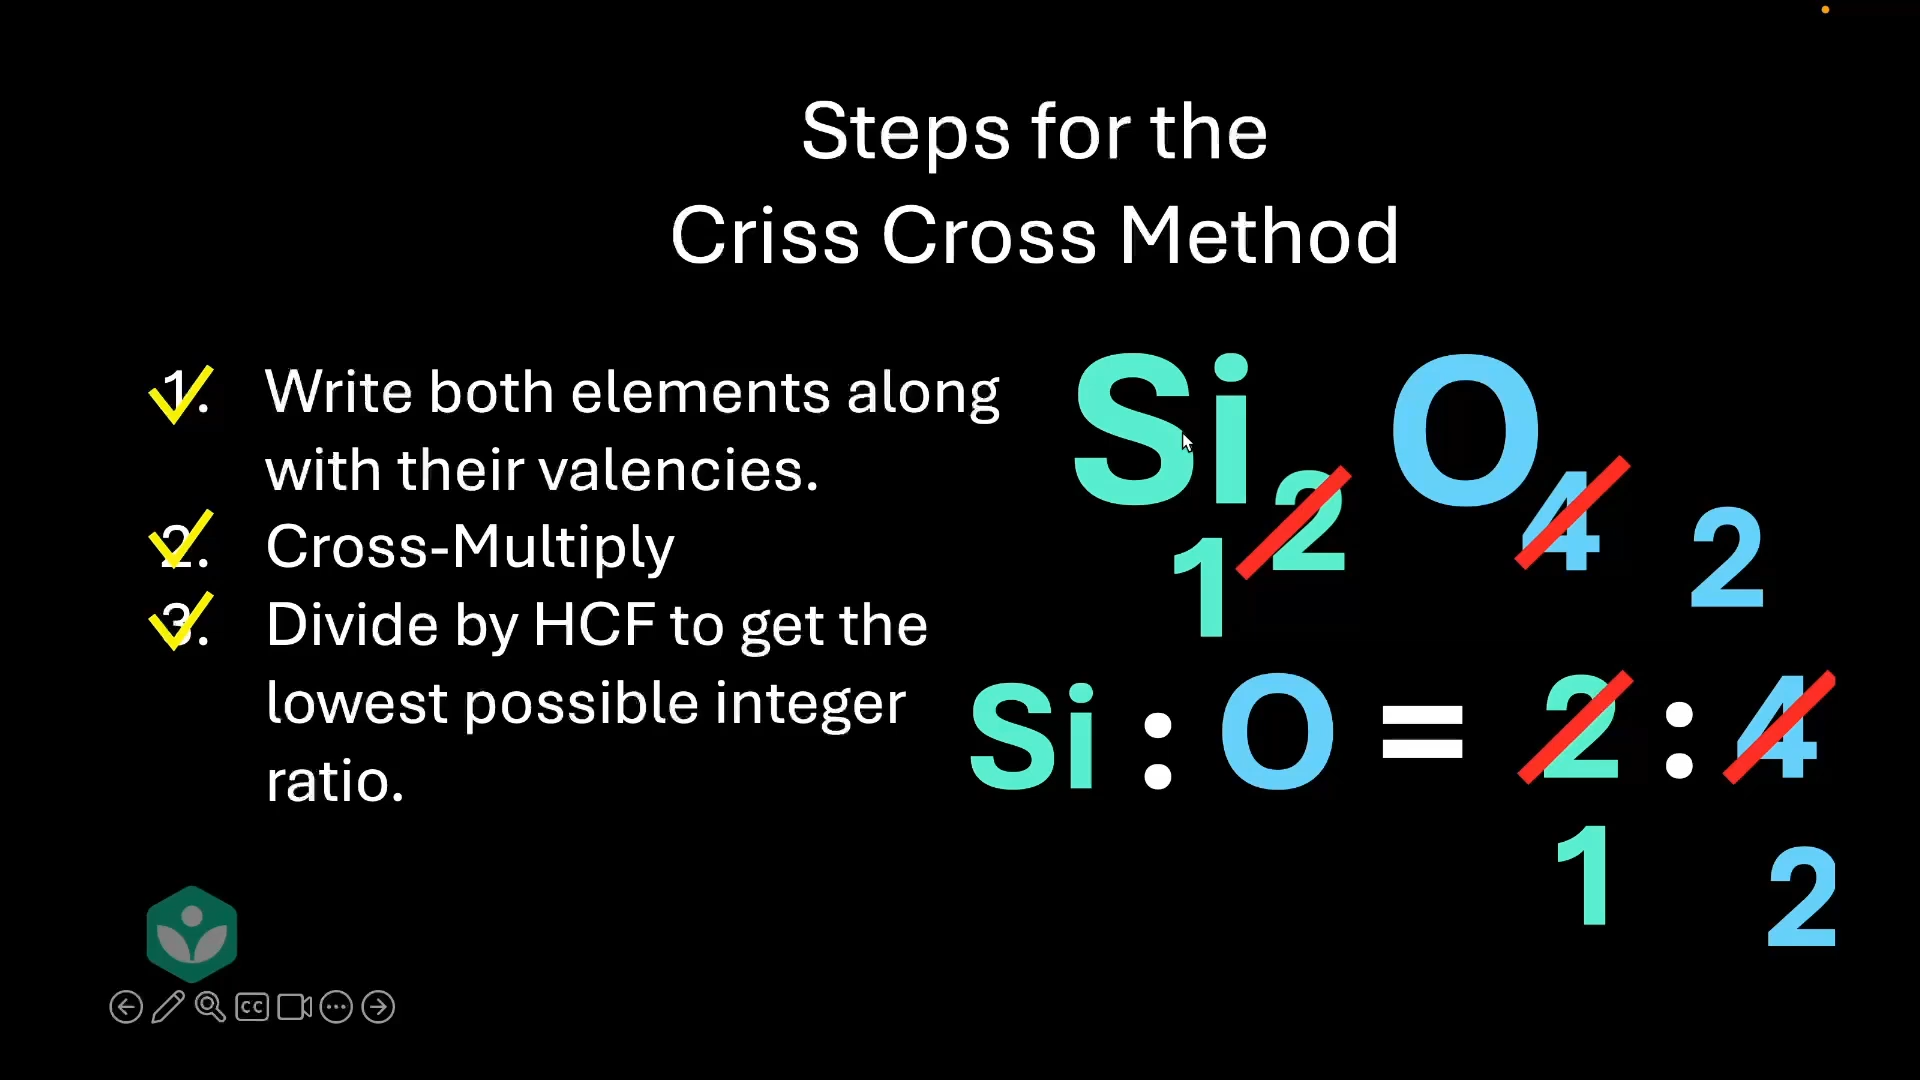 Steps for the
Criss Cross Method
1. Write both elements along
with their valencies.
2. Cross-Multiply
3. Divide by HCF to get the
lowest possible integer
ratio.
Si 2 O 4
1 2
Si : O = 2 : 4
1 2
CC